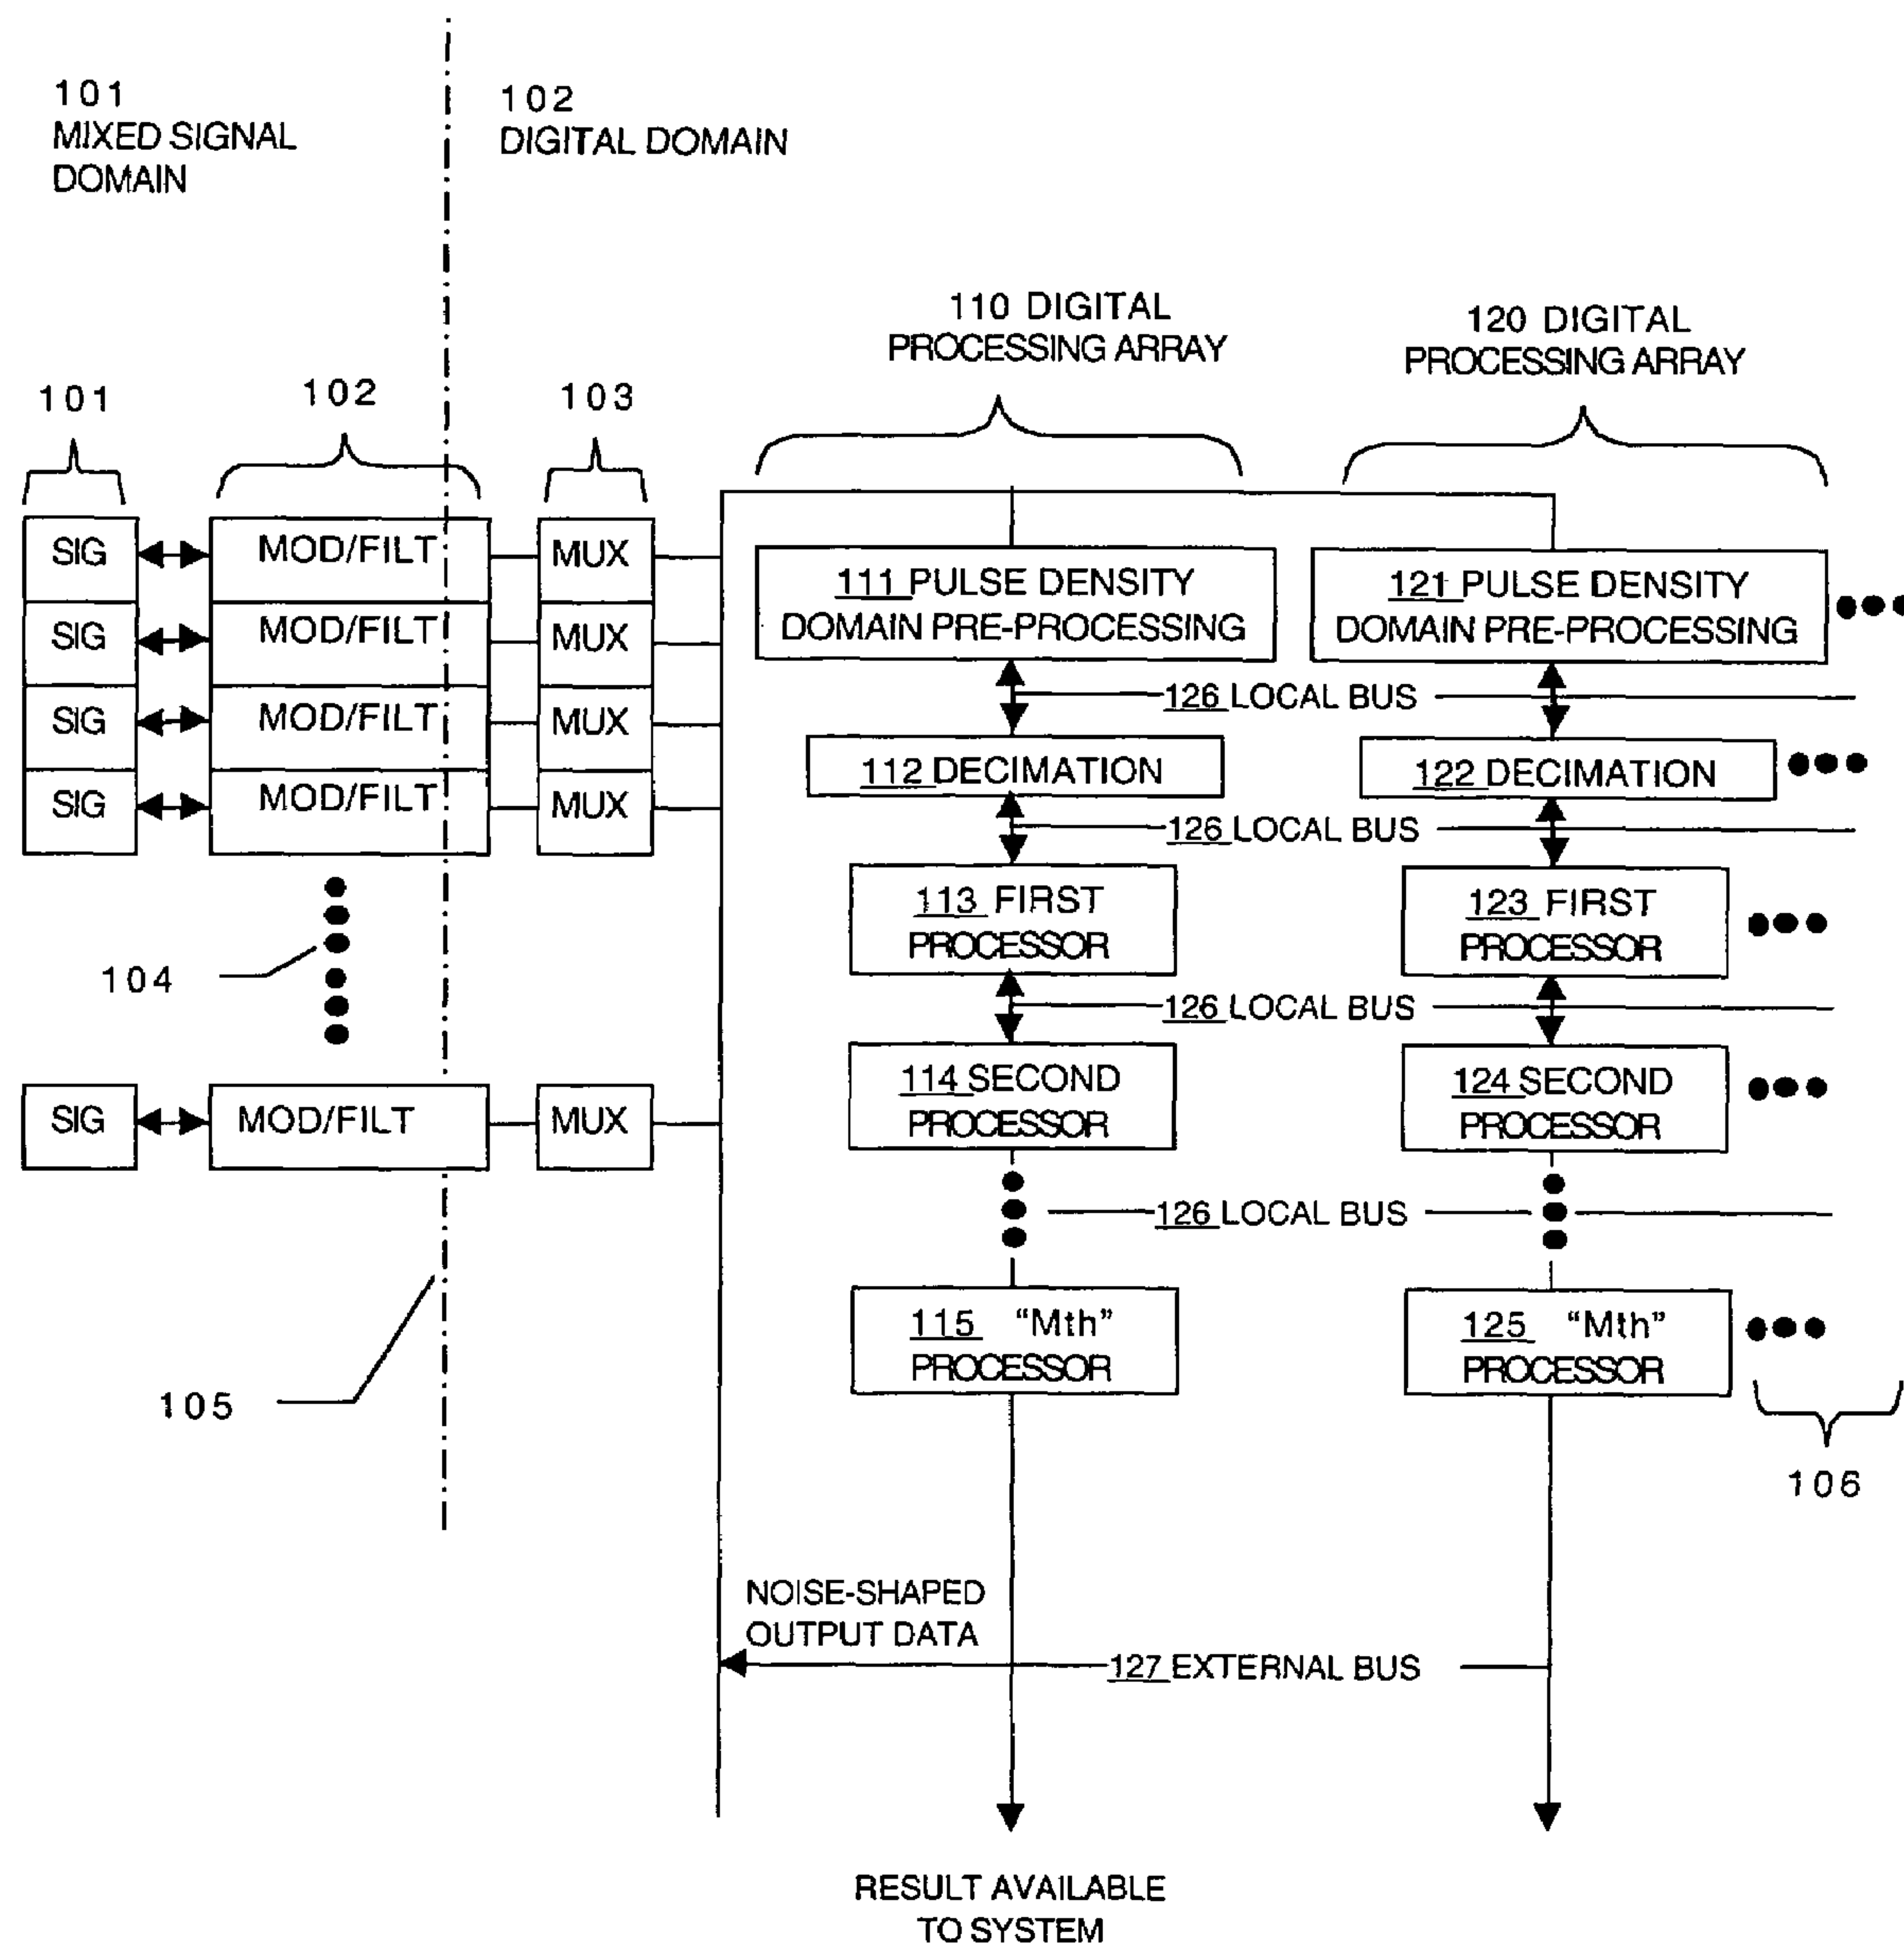 101
MIXED SIGNAL
DOMAIN
102
DIGITAL DOMAIN
110 DIGITAL
PROCESSING ARRAY
120 DIGITAL
PROCESSING ARRAY
101
102
103
SIG
MOD/FILT
MUX
SIG
MOD/FILT
MUX
SIG
MOD/FILT
MUX
SIG
MOD/FILT
MUX
104
SIG
MOD/FILT
MUX
105
111 PULSE DENSITY
DOMAIN PRE-PROCESSING
121 PULSE DENSITY
DOMAIN PRE-PROCESSING
126 LOCAL BUS
112 DECIMATION
122 DECIMATION
126 LOCAL BUS
113 FIRST
PROCESSOR
123 FIRST
PROCESSOR
126 LOCAL BUS
114 SECOND
PROCESSOR
124 SECOND
PROCESSOR
126 LOCAL BUS
115 “Mth”
PROCESSOR
125 “Mth”
PROCESSOR
106
NOISE-SHAPED
OUTPUT DATA
127 EXTERNAL BUS
RESULT AVAILABLE
TO SYSTEM